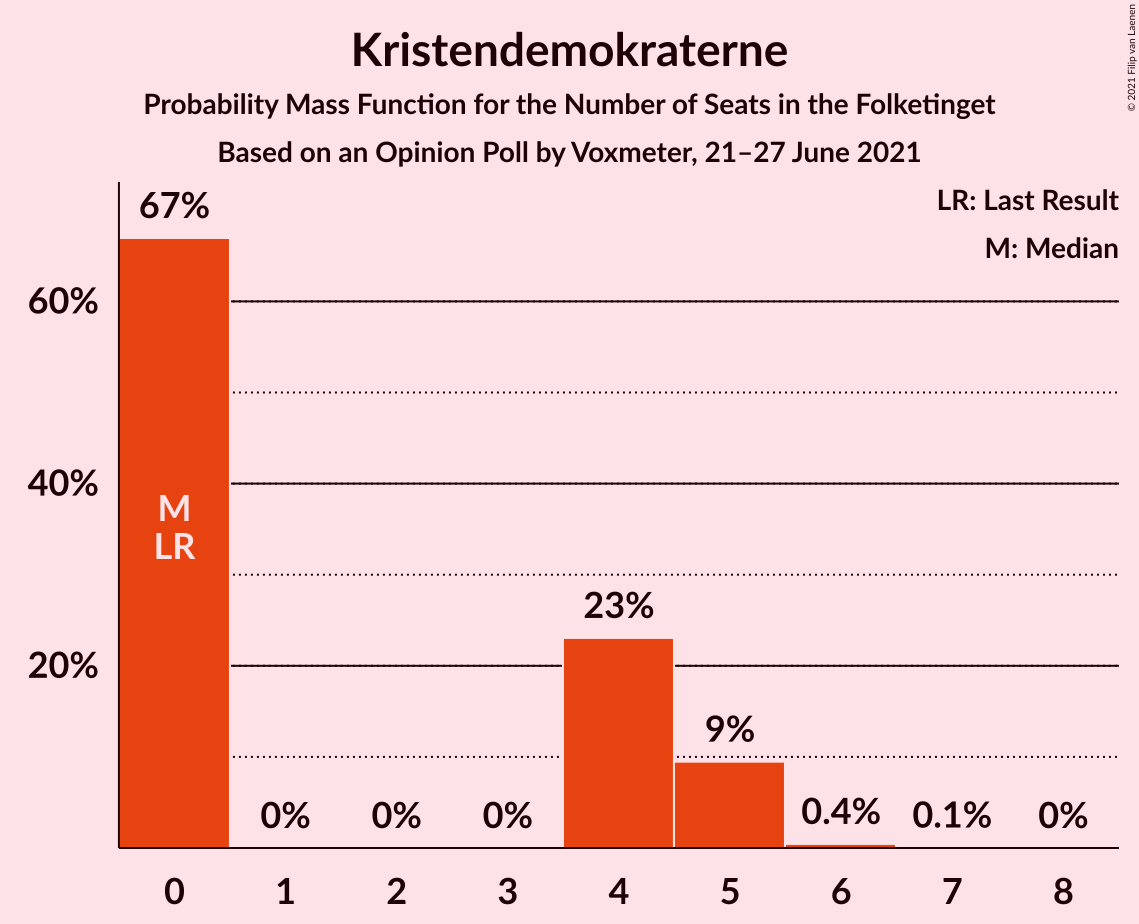 Kristendemokraterne
Probability Mass Function for the Number of Seats in the Folketinget
Based on an Opinion Poll by Voxmeter, 21–27 June 2021
© 2021 Filip van Laenen
LR: Last Result
M: Median
67%
60%
40%
20%
M
LR
0%
0%
0%
23%
9%
0.4%
0.1%
0%
0
1
2
3
4
5
6
7
8